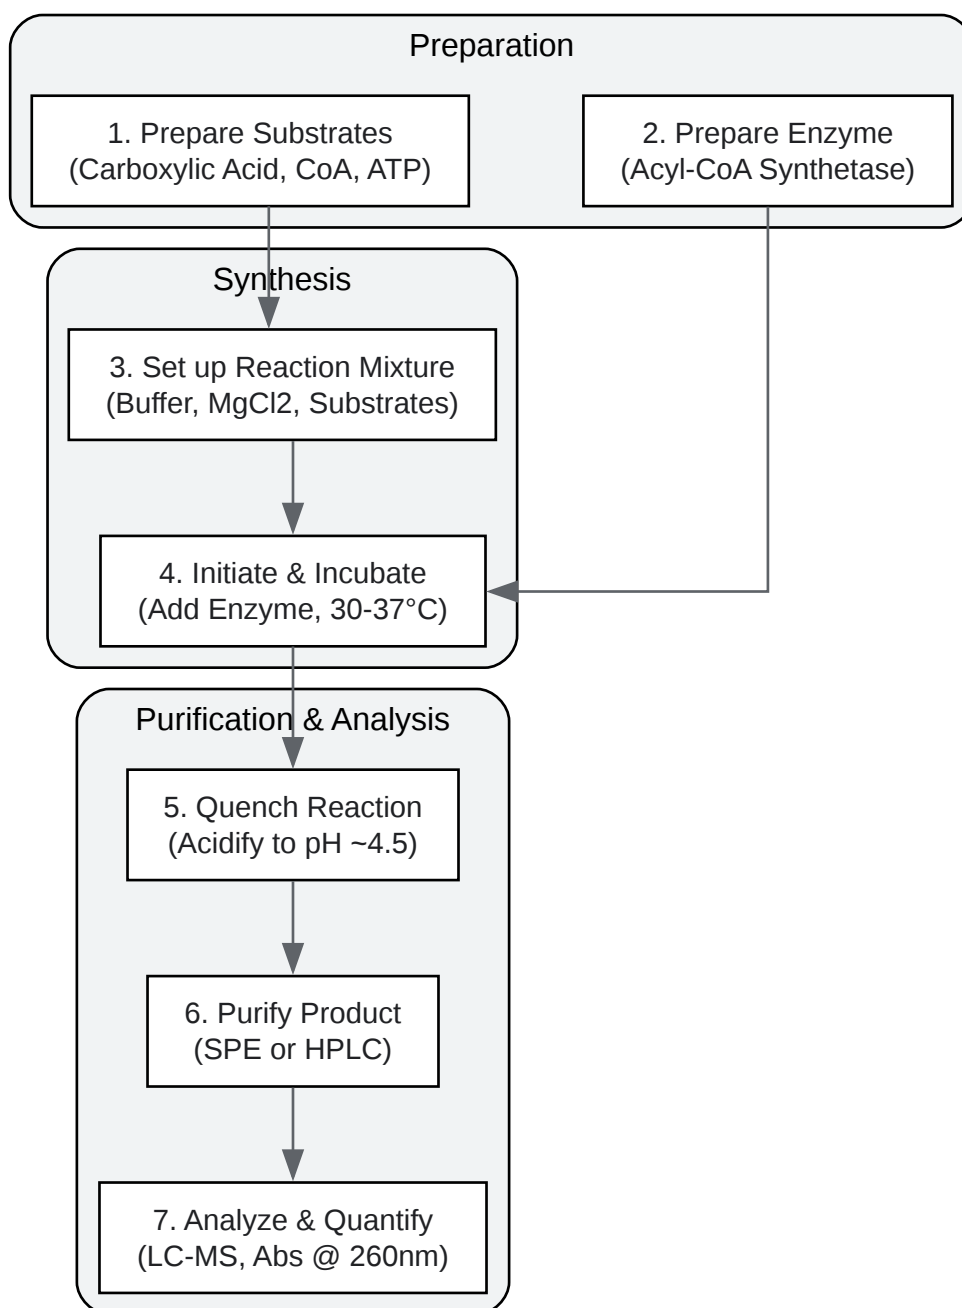 Preparation
1. Prepare Substrates
(Carboxylic Acid, CoA, ATP)
2. Prepare Enzyme
(Acyl-CoA Synthetase)
Synthesis
3. Set up Reaction Mixture
(Buffer, MgCl2, Substrates)
4. Initiate & Incubate
(Add Enzyme, 30-37°C)
Purification & Analysis
5. Quench Reaction
(Acidify to pH ~4.5)
6. Purify Product
(SPE or HPLC)
7. Analyze & Quantify
(LC-MS, Abs @ 260nm)